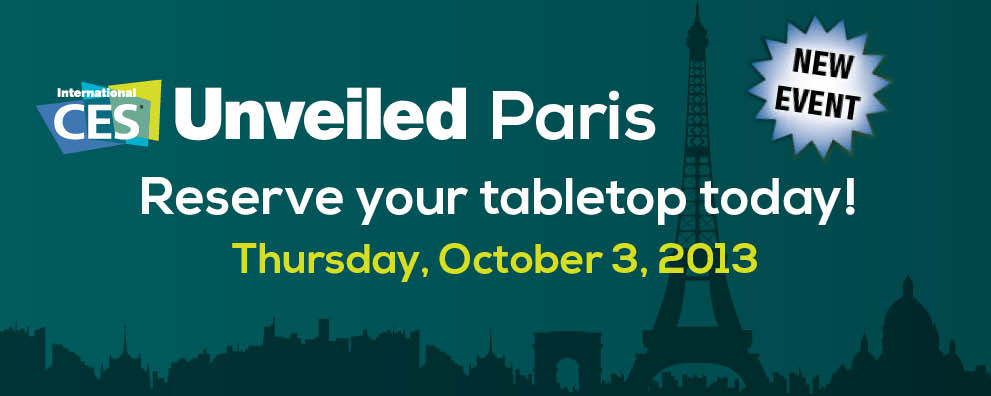 International
CES
Unveiled Paris
NEW
EVENT
Reserve your tabletop today!
Thursday, October 3, 2013